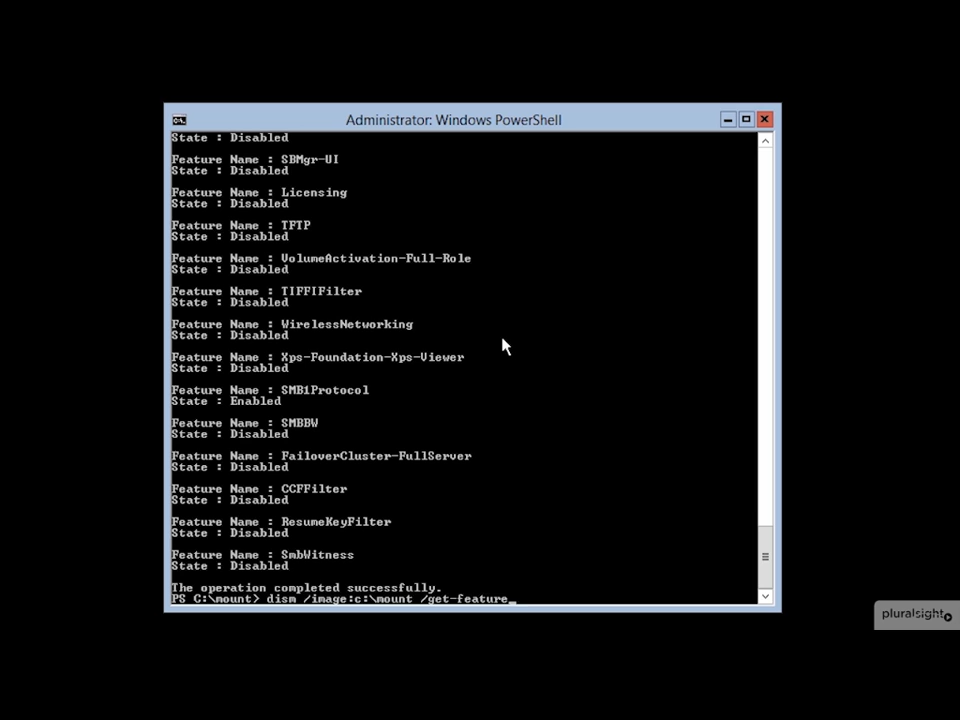 Administrator: Windows PowerShell
State : Disabled
Feature Name : SBMgr-UI
State : Disabled
Feature Name : Licensing
State : Disabled
Feature Name : TFTP
State : Disabled
Feature Name : VolumeActivation-Full-Role
State : Disabled
Feature Name : TIFFIFilter
State : Disabled
Feature Name : WirelessNetworking
State : Disabled
Feature Name : Xps-Foundation-Xps-Viewer
State : Disabled
Feature Name : SMB1Protocol
State : Enabled
Feature Name : SMBBW
State : Disabled
Feature Name : FailoverCluster-FullServer
State : Disabled
Feature Name : CCFFilter
State : Disabled
Feature Name : ResumeKeyFilter
State : Disabled
Feature Name : SmbWitness
State : Disabled
The operation completed successfully.
PS C:\mount> dism /image:c:\mount /get-feature_
pluralsight